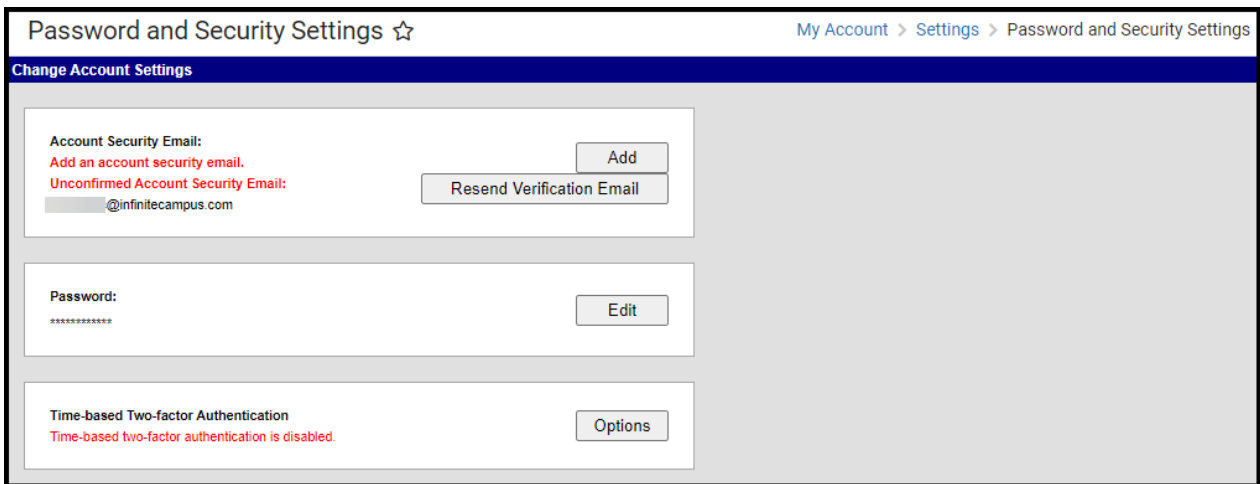 Password and Security Settings
My Account > Settings > Password and Security Settings
Change Account Settings
Account Security Email:
Add an account security email.
Add
Unconfirmed Account Security Email:
Resend Verification Email
@infinitecampus.com
Password:
************
Edit
Time-based Two-factor Authentication
Time-based two-factor authentication is disabled.
Options